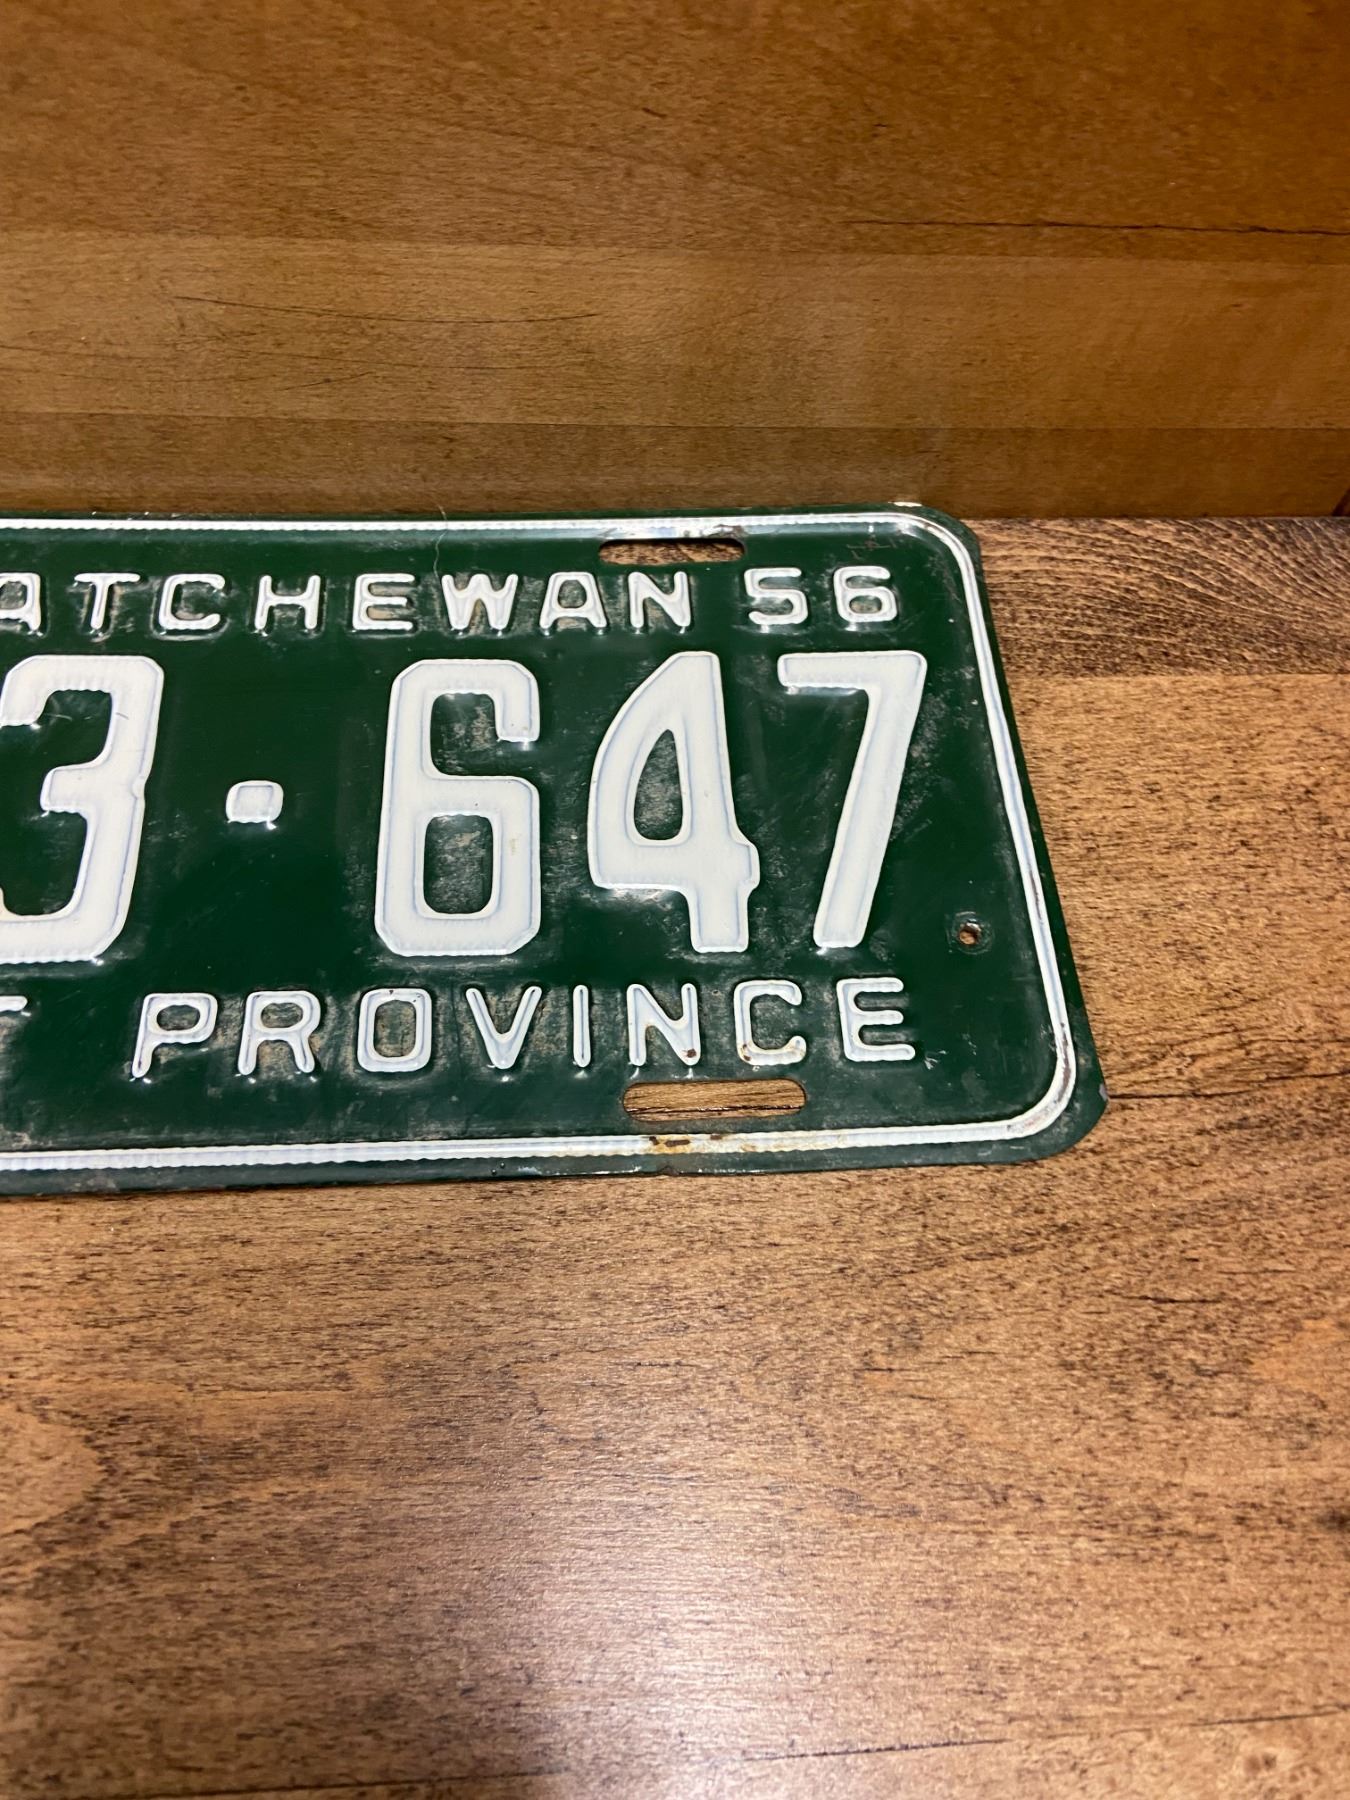 ATCHEWAN 56
3·647
T PROVINCE